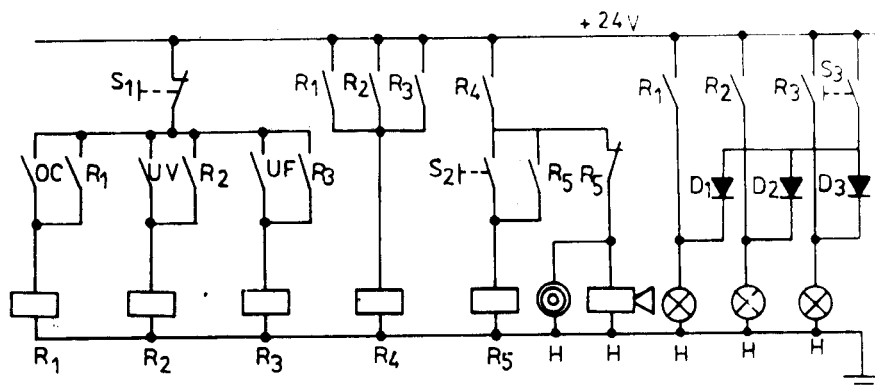 + 24V
S1
R1
R2
R3
R4
R1
R2
R3
S3
OC
R1
UV
R2
UF
R3
S2
R5
R5
D1
D2
D3
R1
R2
R3
R4
R5
H
H
H
H
H